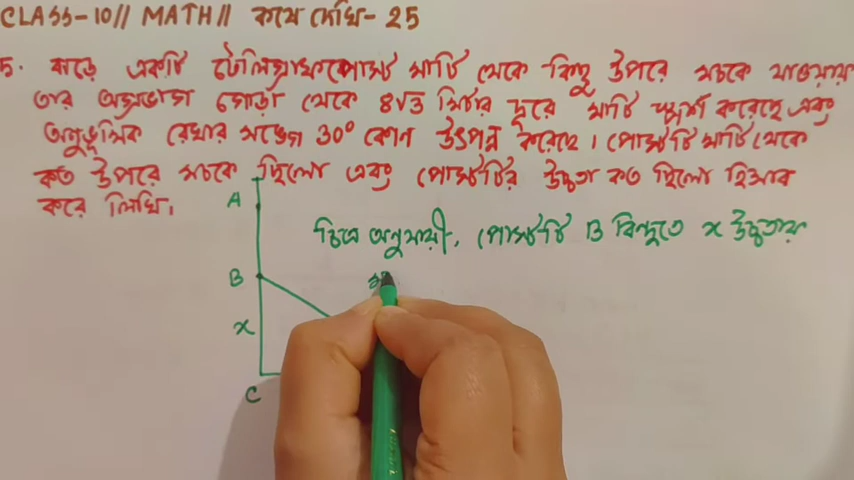 CLASS-10// MATH// কষে দেখি- 25
5. ঝড়ে একটি টেলিগ্রাফপোস্ট মাটি থেকে কিছু উপরে মচকে যাওয়ায়
তার অগ্রভাগ গোড়া থেকে 8√3 মিটার দূরে মাটি স্পর্শ করেছে এবং
অনুভূমিক রেখার সঙ্গে 30° কোন উৎপন্ন করেছে। পোস্টটি মাটি থেকে
কত উপরে মচকে ছিলো এবং পোস্টটির উচ্চতা কত ছিলো হিসাব
করে লিখি।
A
চিত্র অনুযায়ী, পোস্টটি B বিন্দুতে x উচ্চতায়
B
x
C